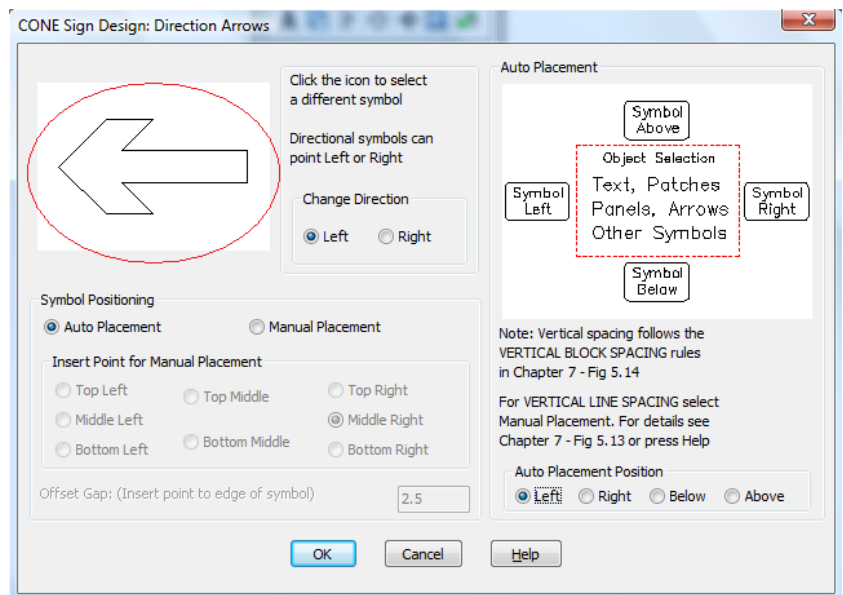 CONE Sign Design: Direction Arrows
Click the icon to select
a different symbol
Directional symbols can
point Left or Right
Change Direction
Left
Right
Symbol Positioning
Auto Placement
Manual Placement
Insert Point for Manual Placement
Top Left
Top Middle
Top Right
Middle Left
Middle Right
Bottom Left
Bottom Middle
Bottom Right
Offset Gap: (Insert point to edge of symbol)
2.5
Auto Placement
Symbol
Above
Object Selection
Text, Patches
Panels, Arrows
Other Symbols
Symbol
Left
Symbol
Right
Symbol
Below
Note: Vertical spacing follows the
VERTICAL BLOCK SPACING rules
in Chapter 7 - Fig 5.14
For VERTICAL LINE SPACING select
Manual Placement. For details see
Chapter 7 - Fig 5.13 or press Help
Auto Placement Position
Left
Right
Below
Above
OK
Cancel
Help